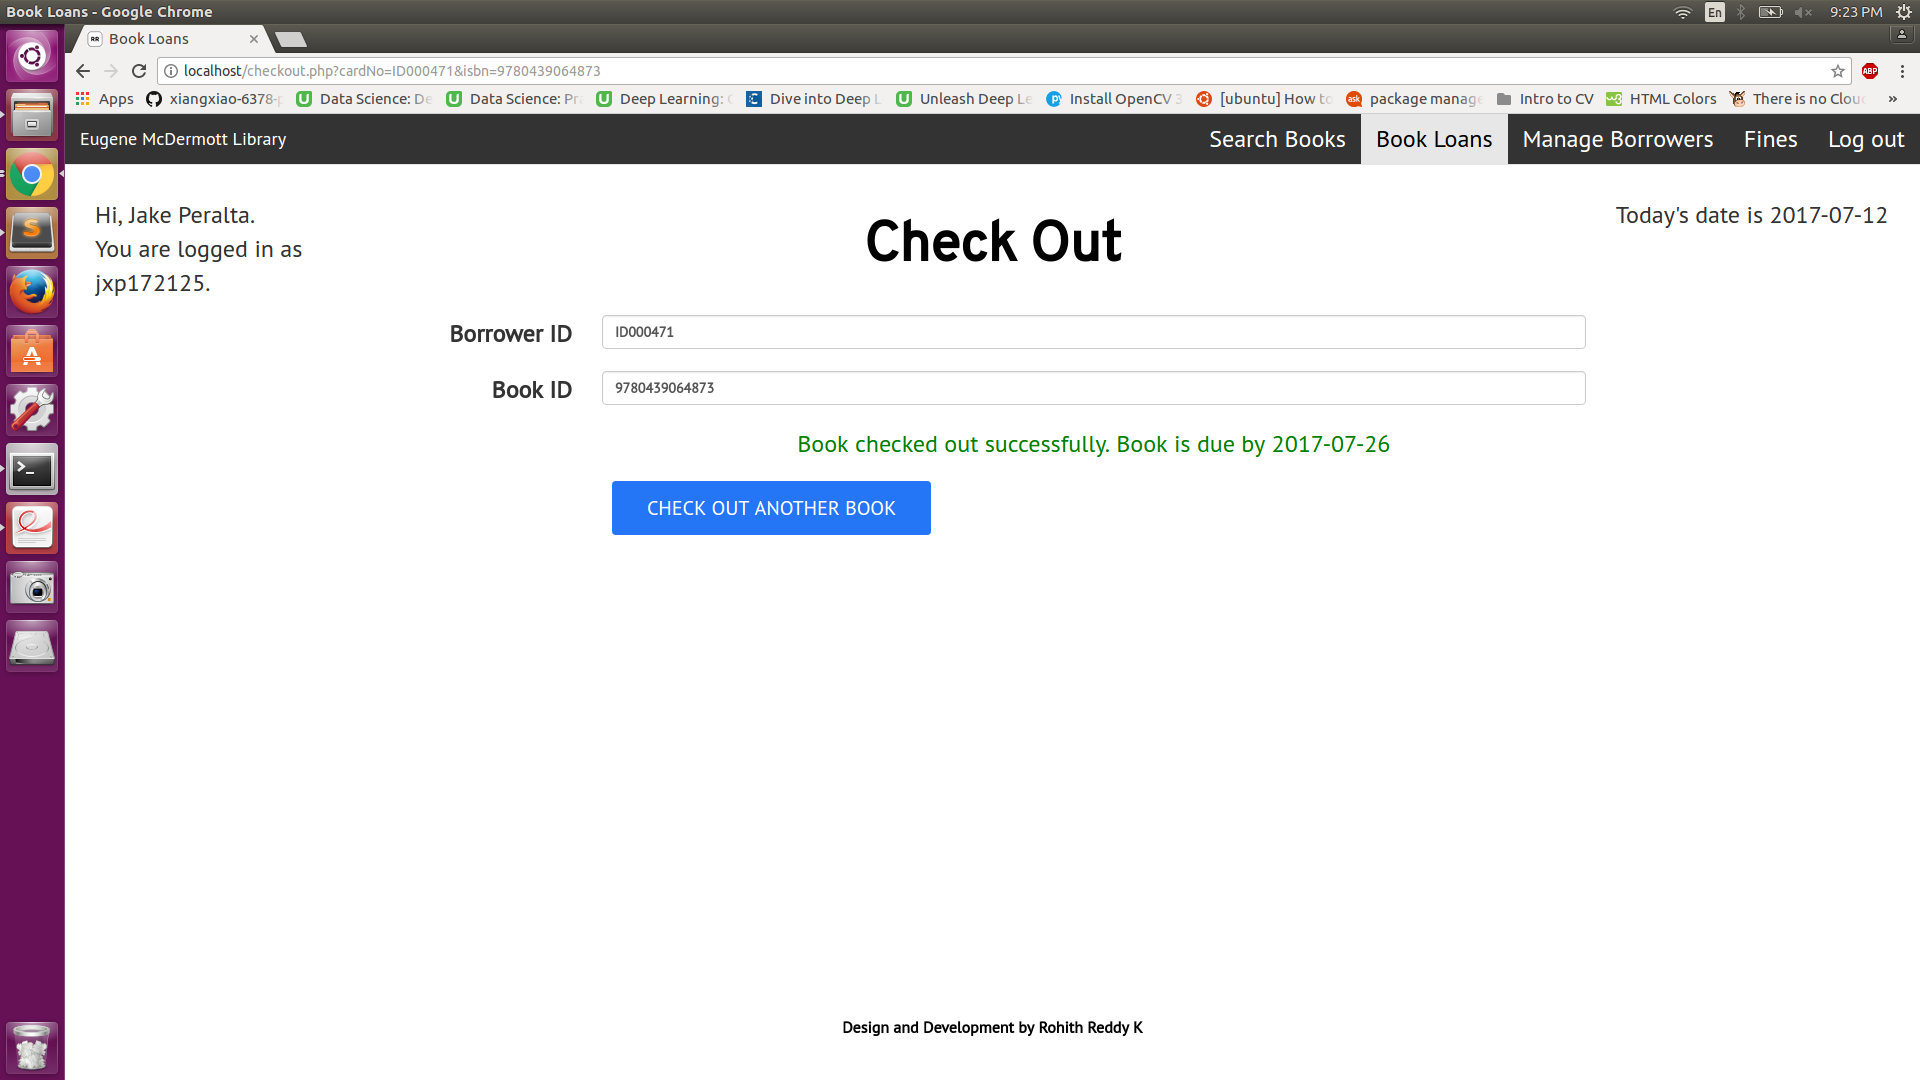 Book Loans - Google Chrome
En
9:23 PM
RR Book Loans
localhost/checkout.php?cardNo=ID000471&isbn=9780439064873
ABP
Apps xiangxiao-6378-p Data Science: De Data Science: Pra Deep Learning: Dive into Deep L Unleash Deep Le Install OpenCV 3 [ubuntu] How to ask package manage Intro to CV HTML Colors There is no Clou »
Eugene McDermott Library Search Books Book Loans Manage Borrowers Fines Log out
Hi, Jake Peralta.
You are logged in as
jxp172125.
Check Out
Today's date is 2017-07-12
Borrower ID ID000471
Book ID 9780439064873
Book checked out successfully. Book is due by 2017-07-26
CHECK OUT ANOTHER BOOK
Design and Development by Rohith Reddy K